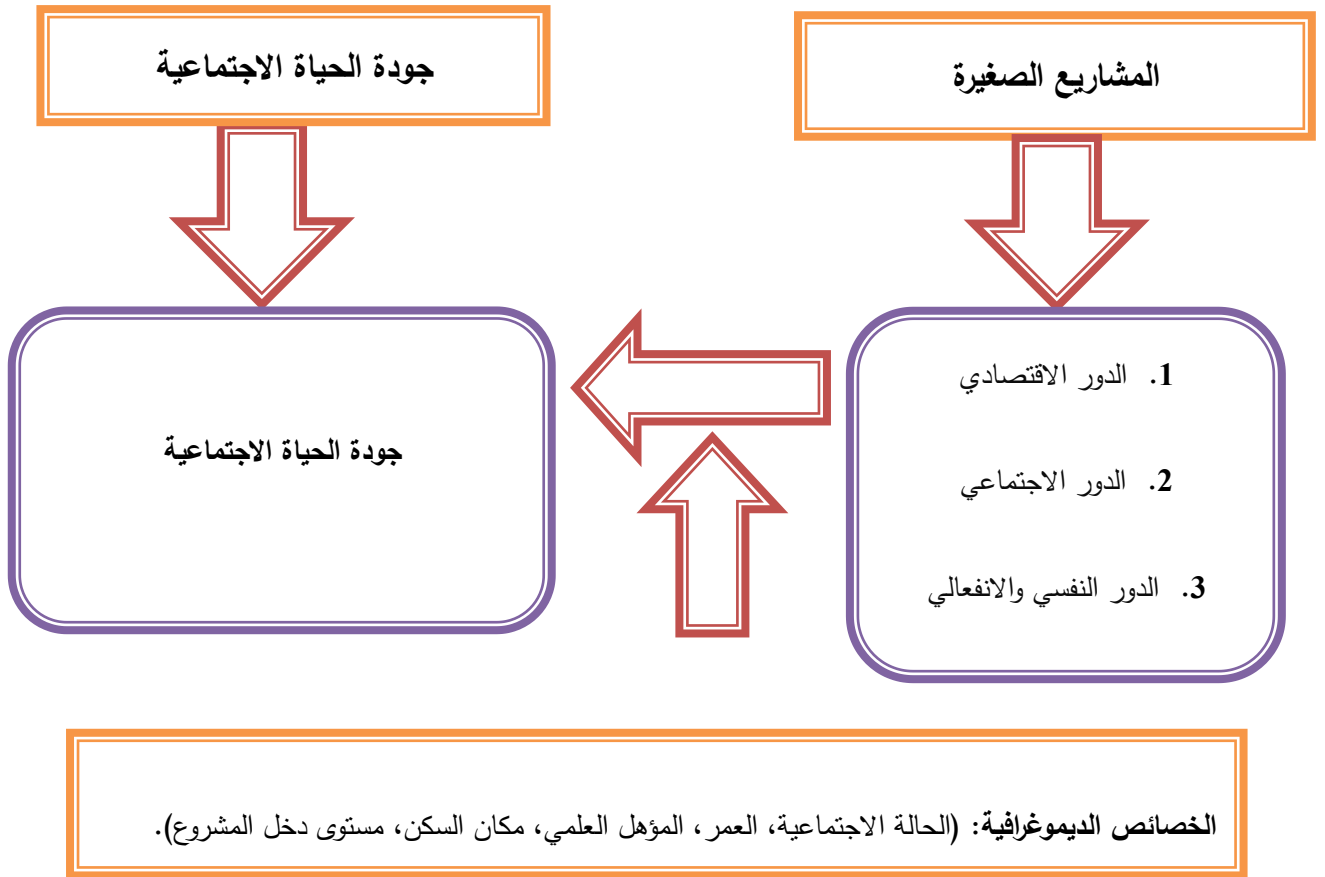 المشاريع الصغيرة
جودة الحياة الاجتماعية
1. الدور الاقتصادي
2. الدور الاجتماعي
3. الدور النفسي والانفعالي
جودة الحياة الاجتماعية
الخصائص الديموغرافية: (الحالة الاجتماعية، العمر، المؤهل العلمي، مكان السكن، مستوى دخل المشروع).